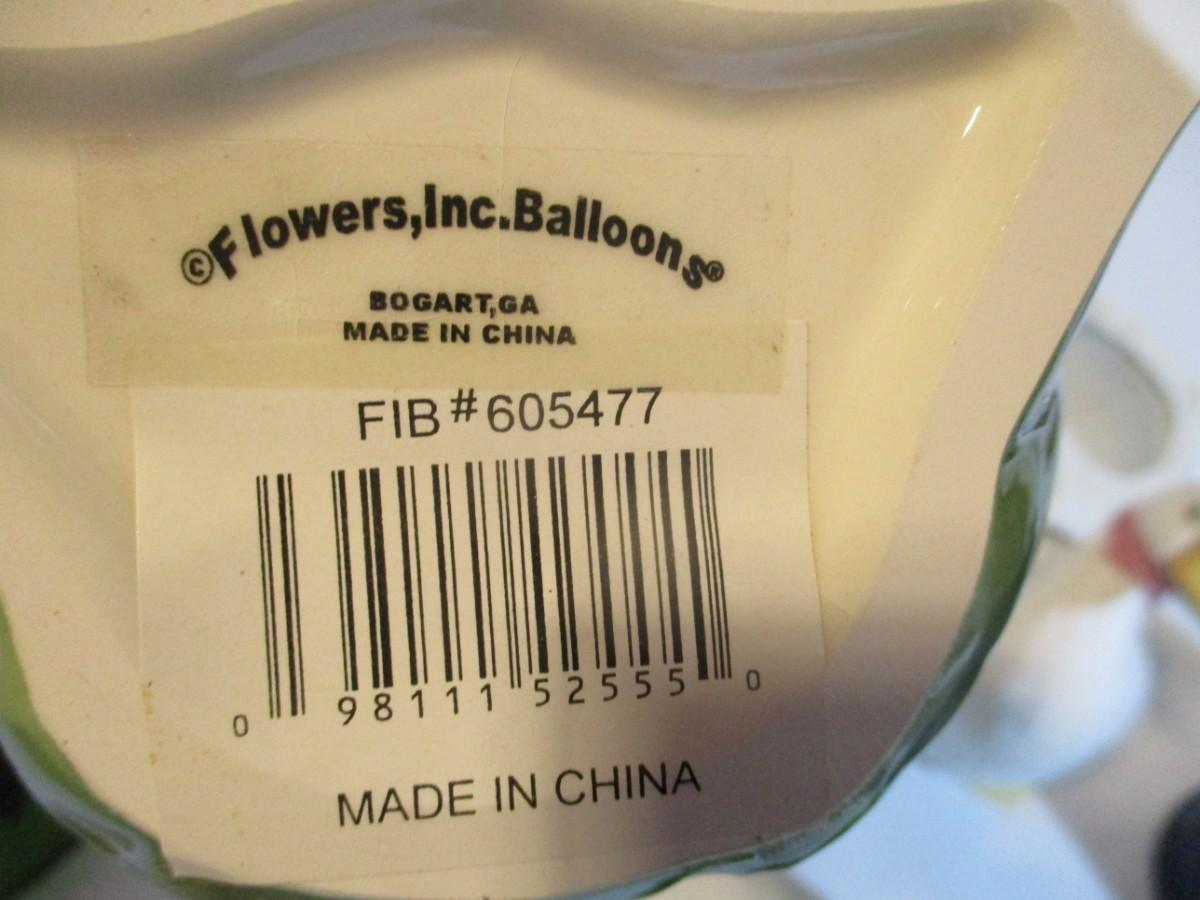 ©Flowers,Inc.Balloons®
BOGART,GA
MADE IN CHINA
FIB#605477
0 98111 52555 0
MADE IN CHINA